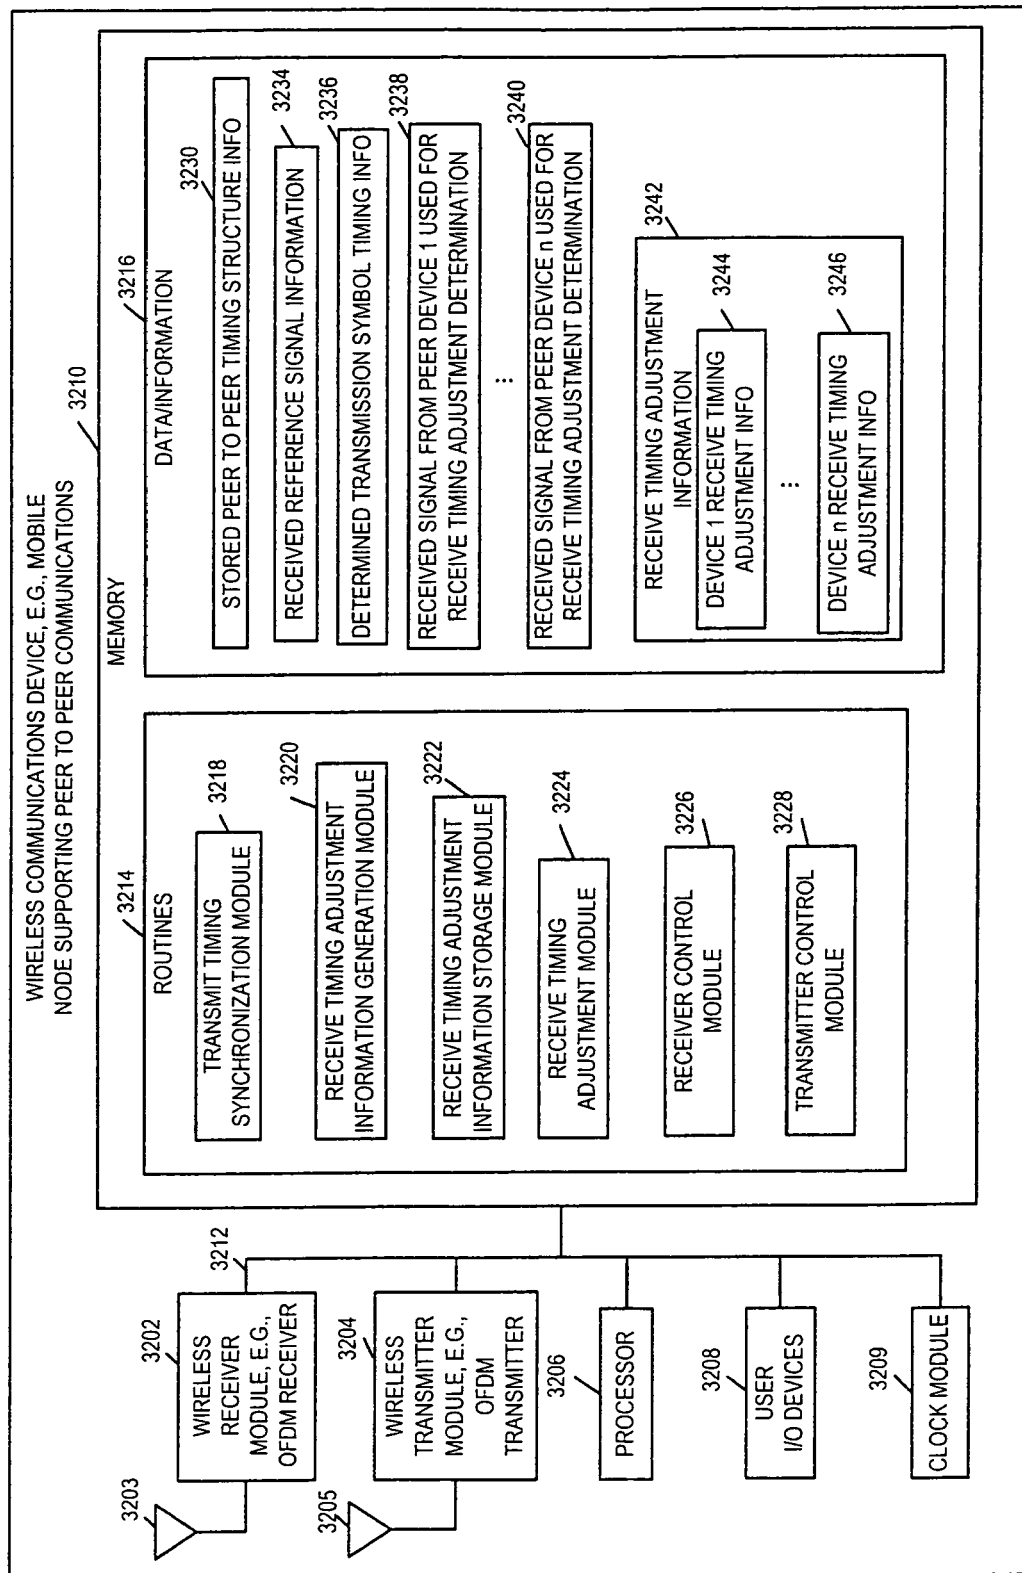 WIRELESS COMMUNICATIONS DEVICE, E.G., MOBILE
NODE SUPPORTING PEER TO PEER COMMUNICATIONS
3203
3202
WIRELESS
RECEIVER
MODULE, E.G.,
OFDM RECEIVER
3212
3205
3204
WIRELESS
TRANSMITTER
MODULE, E.G.,
OFDM
TRANSMITTER
3206
PROCESSOR
3208
USER
I/O DEVICES
3209
CLOCK MODULE
3210
MEMORY
3214
ROUTINES
3218
TRANSMIT TIMING
SYNCHRONIZATION MODULE
3220
RECEIVE TIMING ADJUSTMENT
INFORMATION GENERATION MODULE
3222
RECEIVE TIMING ADJUSTMENT
INFORMATION STORAGE MODULE
3224
RECEIVE TIMING
ADJUSTMENT MODULE
3226
RECEIVER CONTROL
MODULE
3228
TRANSMITTER CONTROL
MODULE
3216
DATA/INFORMATION
3230
STORED PEER TO PEER TIMING STRUCTURE INFO
3234
RECEIVED REFERENCE SIGNAL INFORMATION
3236
DETERMINED TRANSMISSION SYMBOL TIMING INFO
3238
RECEIVED SIGNAL FROM PEER DEVICE 1 USED FOR
RECEIVE TIMING ADJUSTMENT DETERMINATION
...
3240
RECEIVED SIGNAL FROM PEER DEVICE n USED FOR
RECEIVE TIMING ADJUSTMENT DETERMINATION
3242
RECEIVE TIMING ADJUSTMENT
INFORMATION
3244
DEVICE 1 RECEIVE TIMING
ADJUSTMENT INFO
...
3246
DEVICE n RECEIVE TIMING
ADJUSTMENT INFO